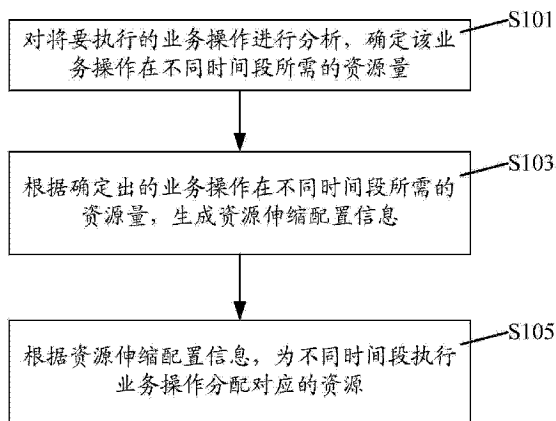 S101
对将要执行的业务操作进行分析，确定该业
务操作在不同时间段所需的资源量
S103
根据确定出的业务操作在不同时间段所需的
资源量，生成资源伸缩配置信息
S105
根据资源伸缩配置信息，为不同时间段执行
业务操作分配对应的资源